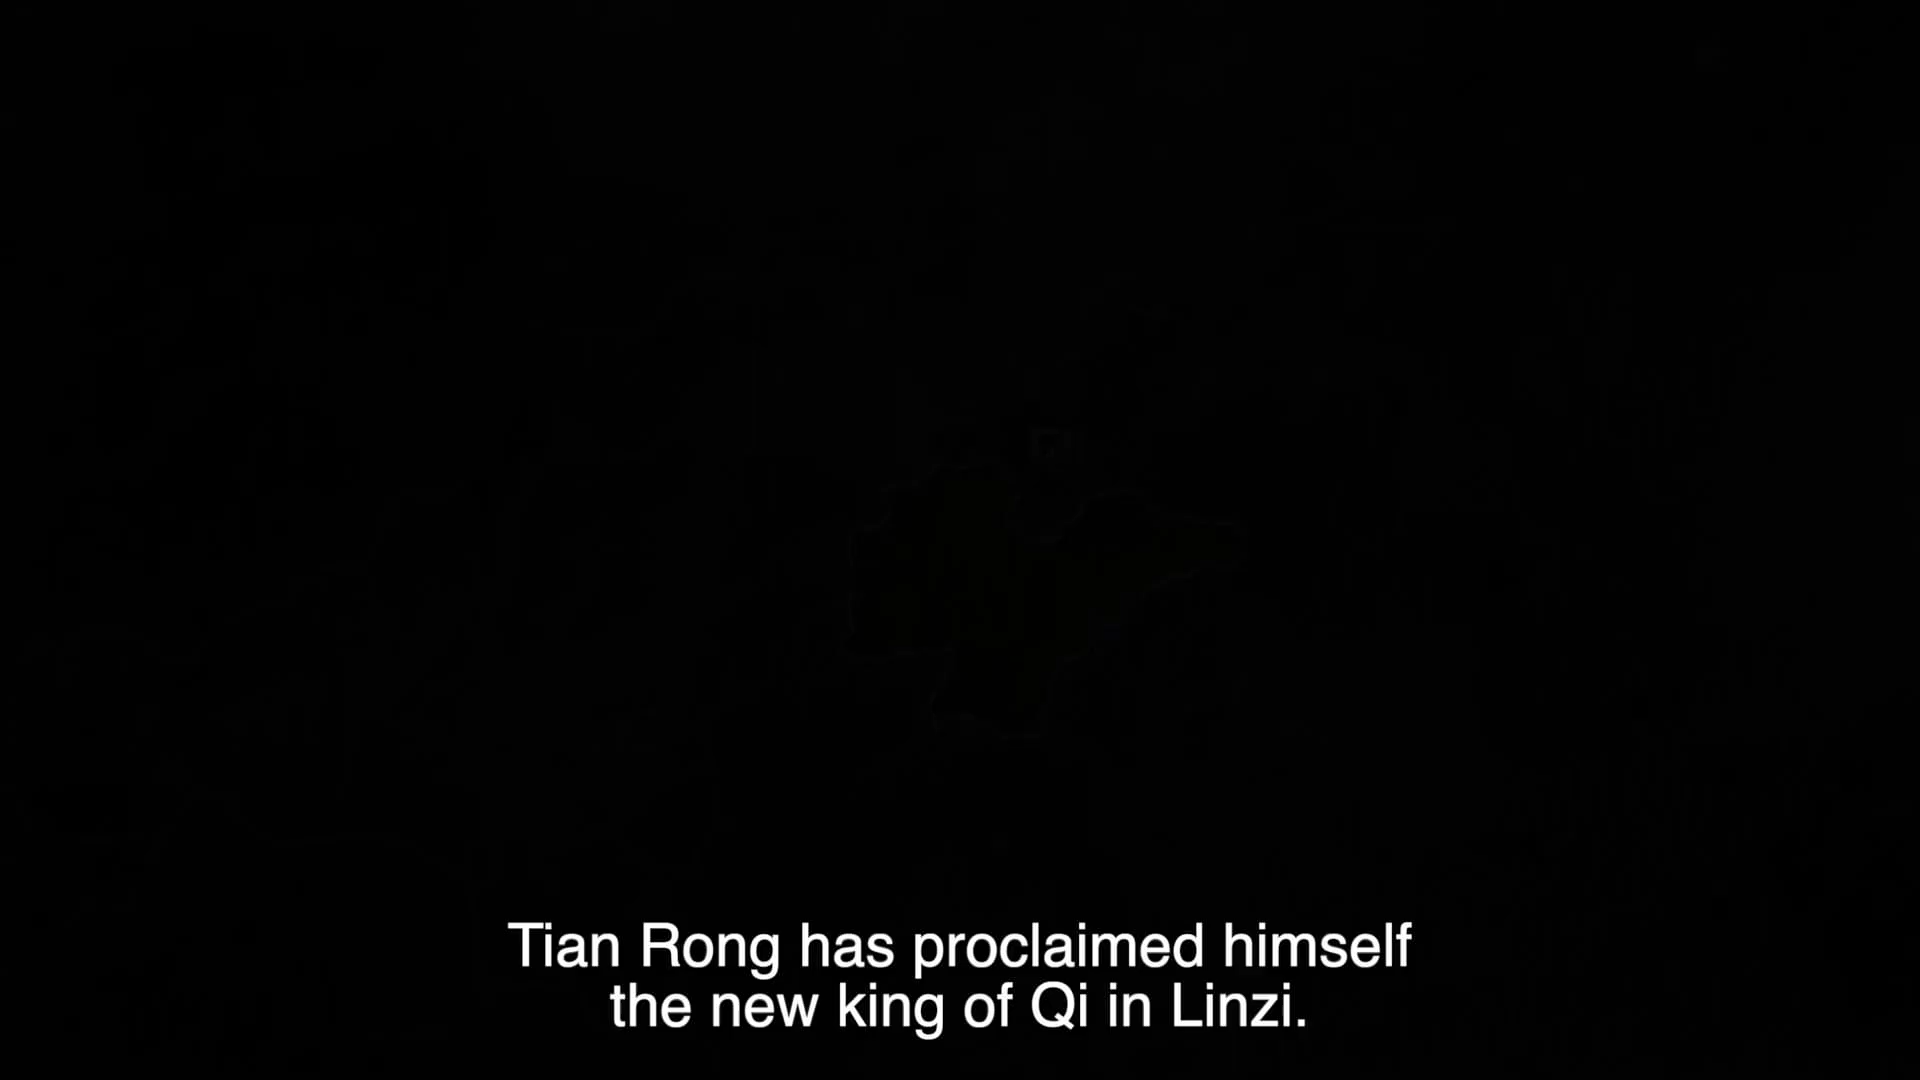 Tian Rong has proclaimed himself
the new king of Qi in Linzi.